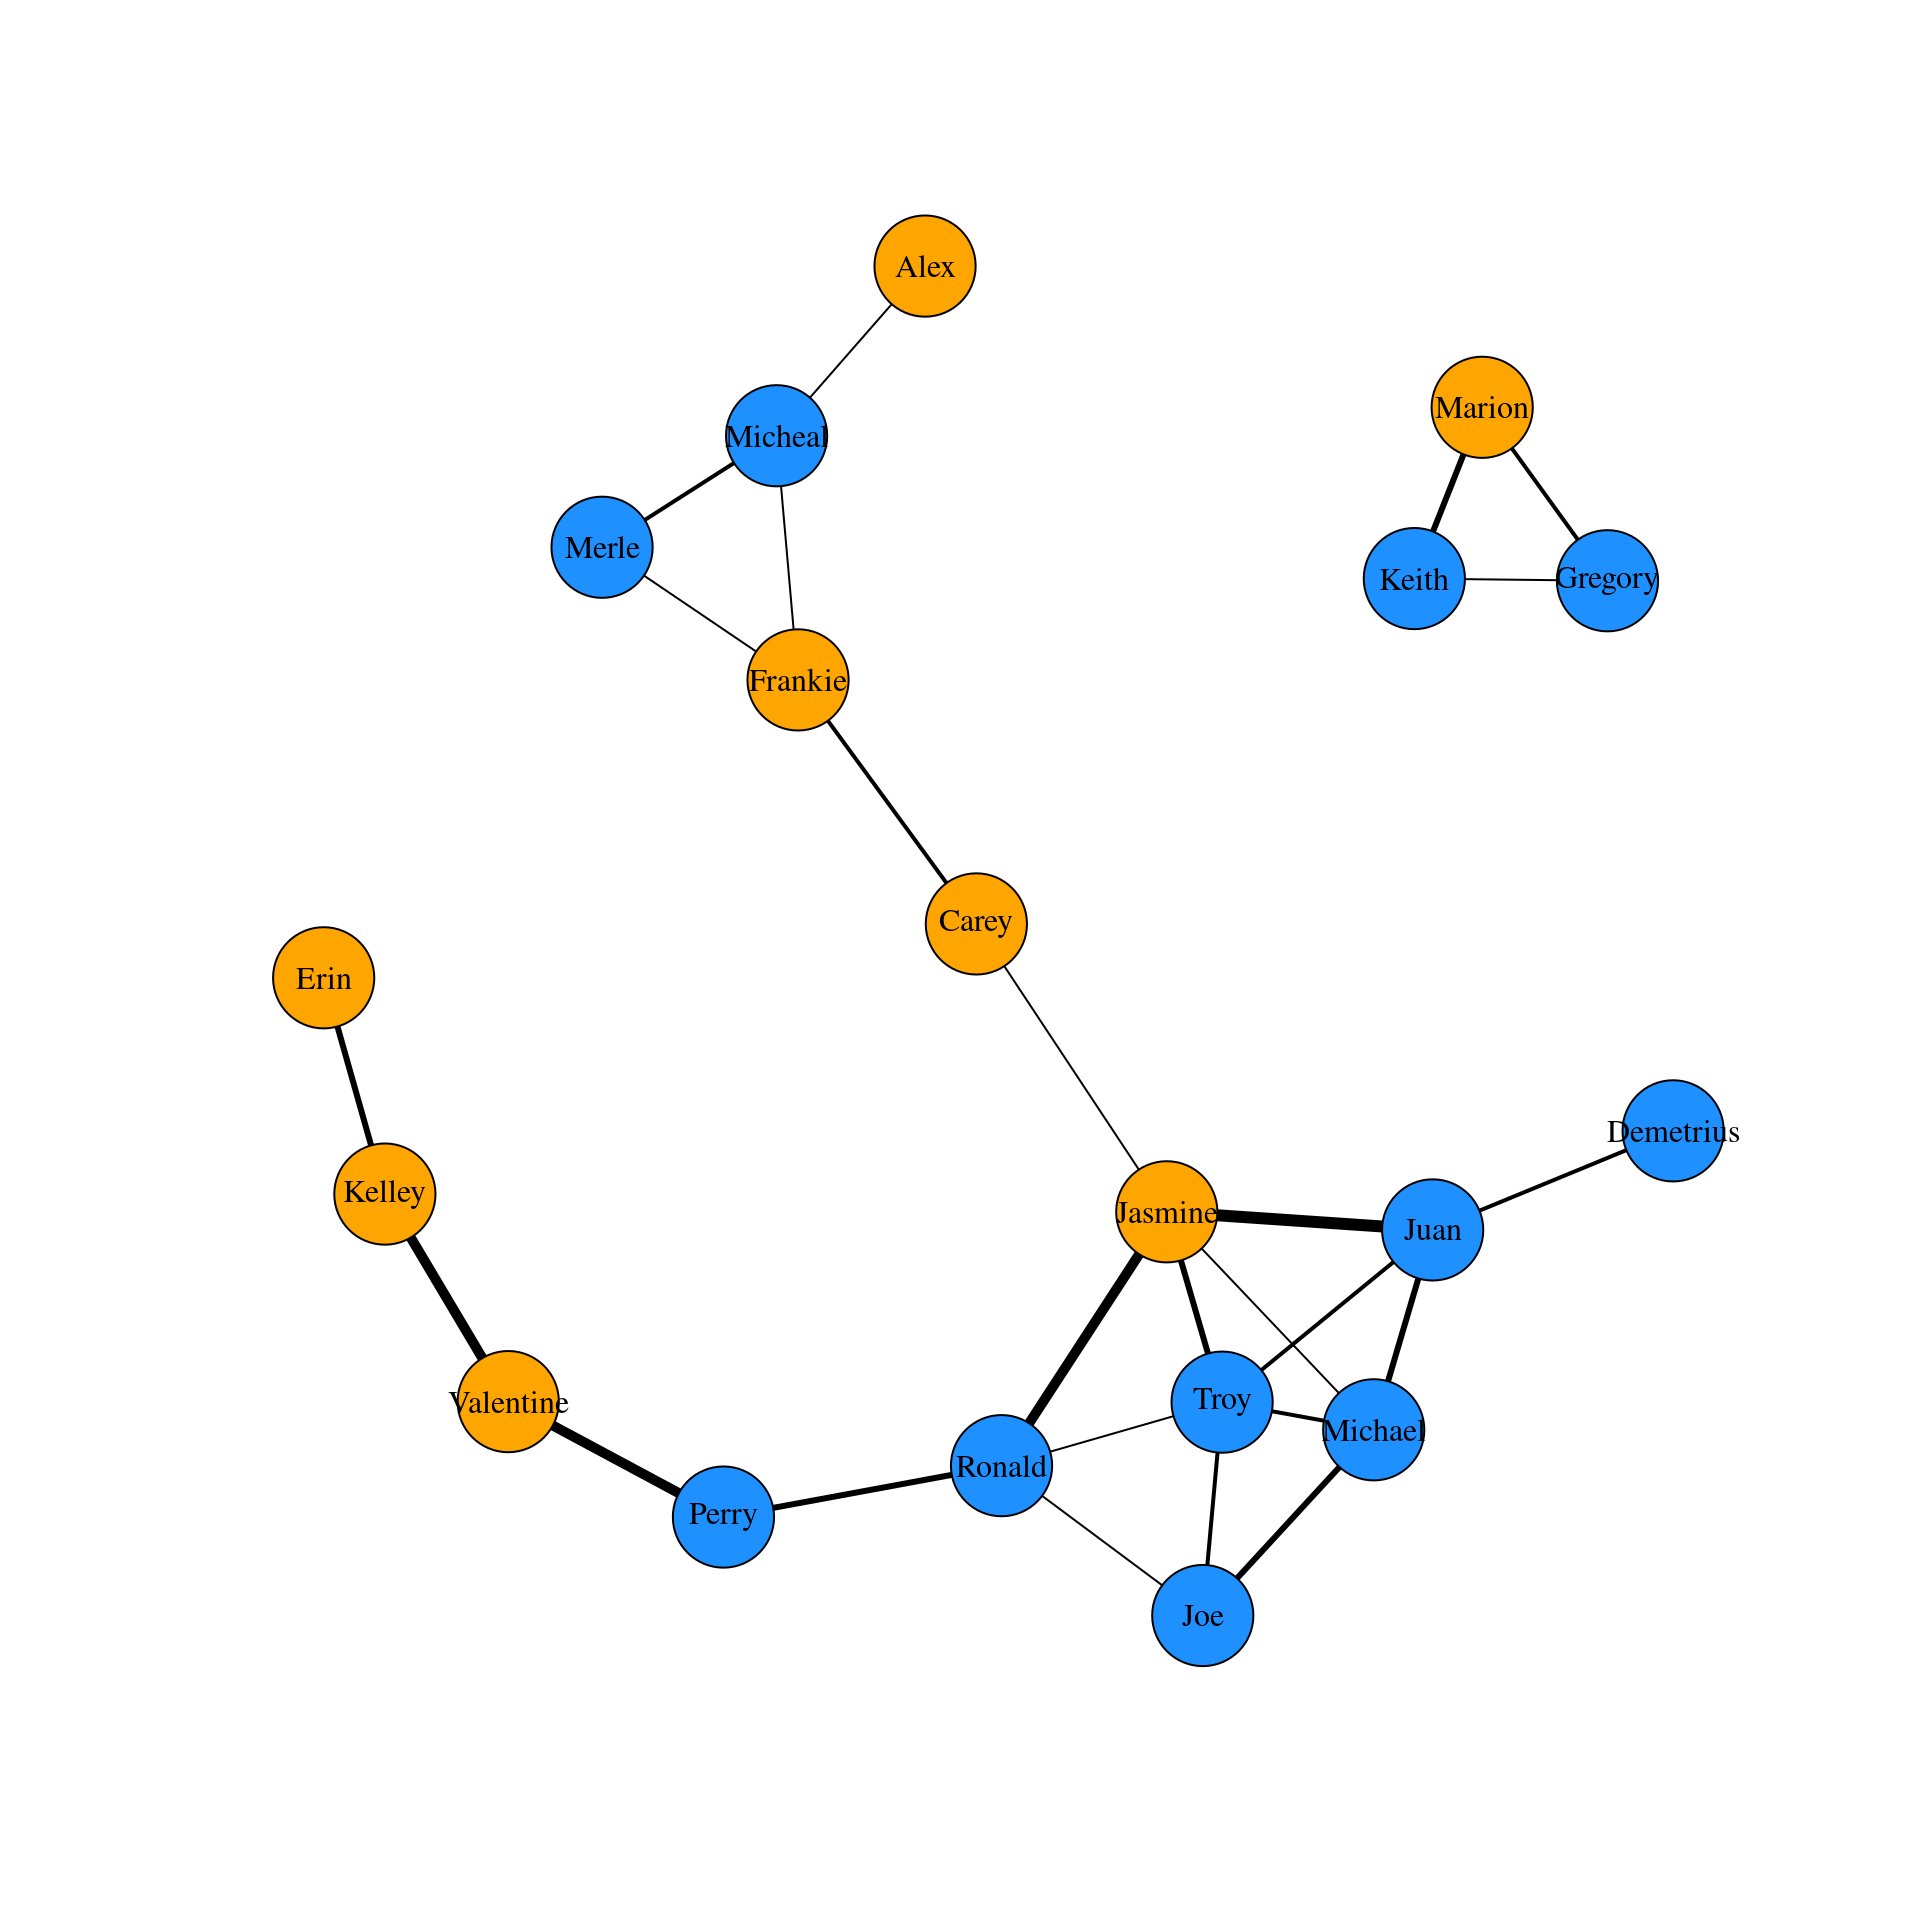 Alex
Marion
Micheal
Merle
Keith
Gregory
Frankie
Carey
Erin
Demetrius
Kelley
Jasmine
Juan
Valentine
Troy
Michael
Ronald
Perry
Joe